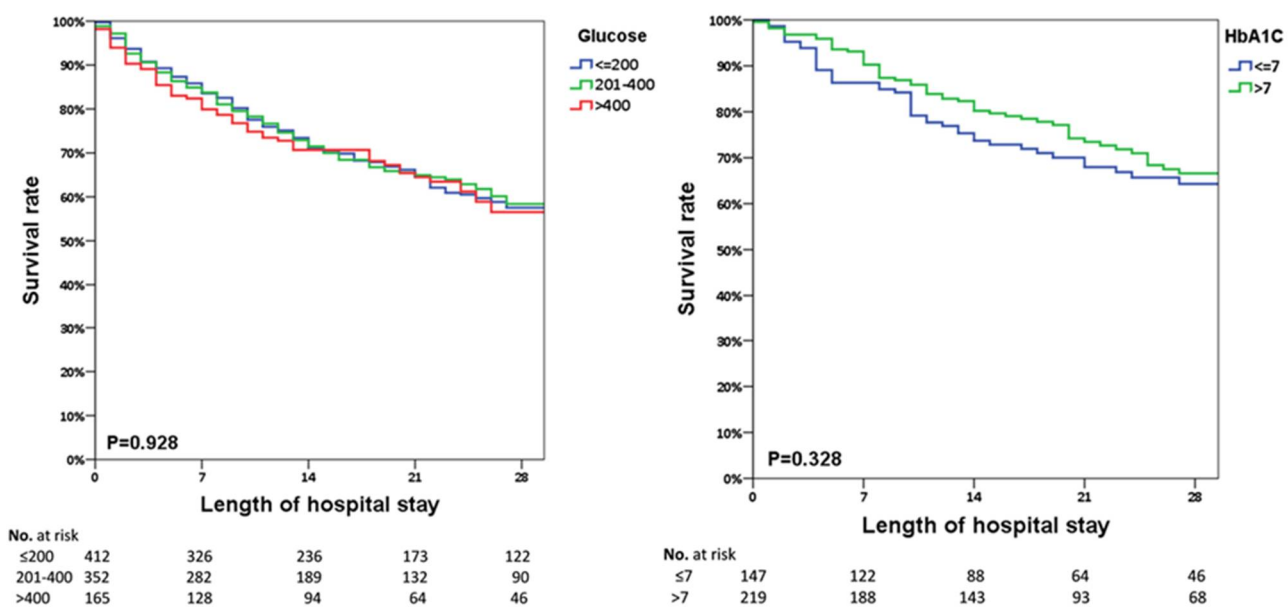 Survival rate
100%
90%
80%
70%
60%
50%
40%
30%
20%
10%
0%
P=0.928
0 7 14 21 28
Length of hospital stay
Glucose
<=200
201-400
>400
No. at risk
≤200 412 326 236 173 122
201-400 352 282 189 132 90
>400 165 128 94 64 46
Survival rate
100%
90%
80%
70%
60%
50%
40%
30%
20%
10%
0%
P=0.328
0 7 14 21 28
Length of hospital stay
HbA1C
<=7
>7
No. at risk
≤7 147 122 88 64 46
>7 219 188 143 93 68